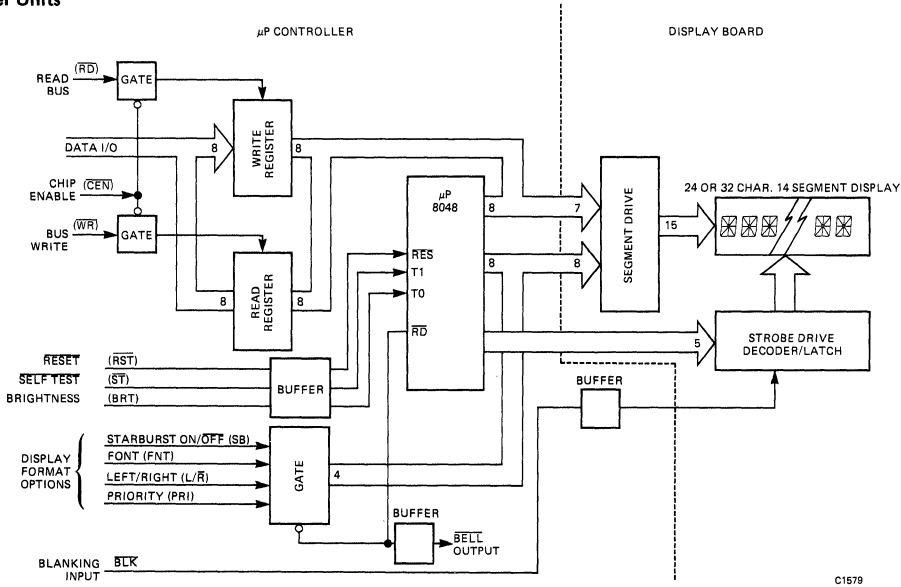 er Units
µP CONTROLLER
DISPLAY BOARD
READ BUS (RD)
GATE
WRITE REGISTER
DATA I/O
8
8
CHIP ENABLE (CEN)
BUS WRITE (WR)
GATE
READ REGISTER
8
8
µP 8048
8
8
RES
T1
T0
RD
7
8
SEGMENT DRIVE
15
24 OR 32 CHAR. 14 SEGMENT DISPLAY
5
STROBE DRIVE
DECODER/LATCH
RESET (RST)
SELF TEST (ST)
BRIGHTNESS (BRT)
BUFFER
BUFFER
DISPLAY FORMAT OPTIONS
STARBURST ON/OFF (SB)
FONT (FNT)
LEFT/RIGHT (L/R)
PRIORITY (PRI)
GATE
4
BUFFER
BELL OUTPUT
BLANKING INPUT BLK
C1579